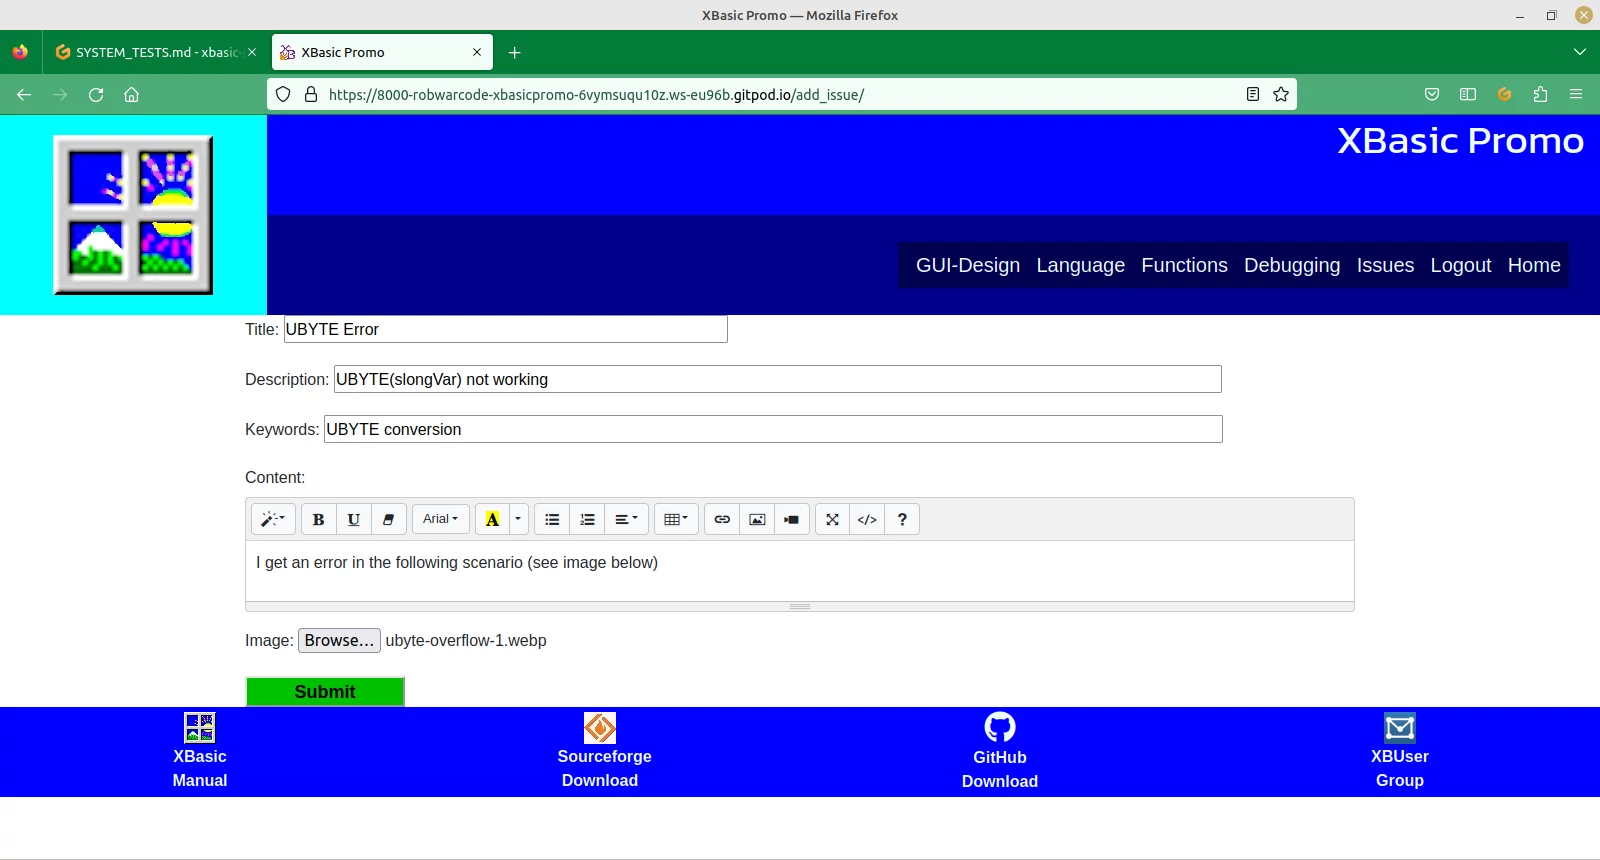 XBasic Promo — Mozilla Firefox
SYSTEM_TESTS.md - xbasic-
XBasic Promo
https://8000-robwarcode-xbasicpromo-6vymsuqu10z.ws-eu96b.gitpod.io/add_issue/
XBasic Promo
GUI-Design Language Functions Debugging Issues Logout Home
Title: UBYTE Error
Description: UBYTE(slongVar) not working
Keywords: UBYTE conversion
Content:
B U Arial A </> ?
I get an error in the following scenario (see image below)
Image: Browse... ubyte-overflow-1.webp
Submit
XBasic
Manual
Sourceforge
Download
GitHub
Download
XBUser
Group